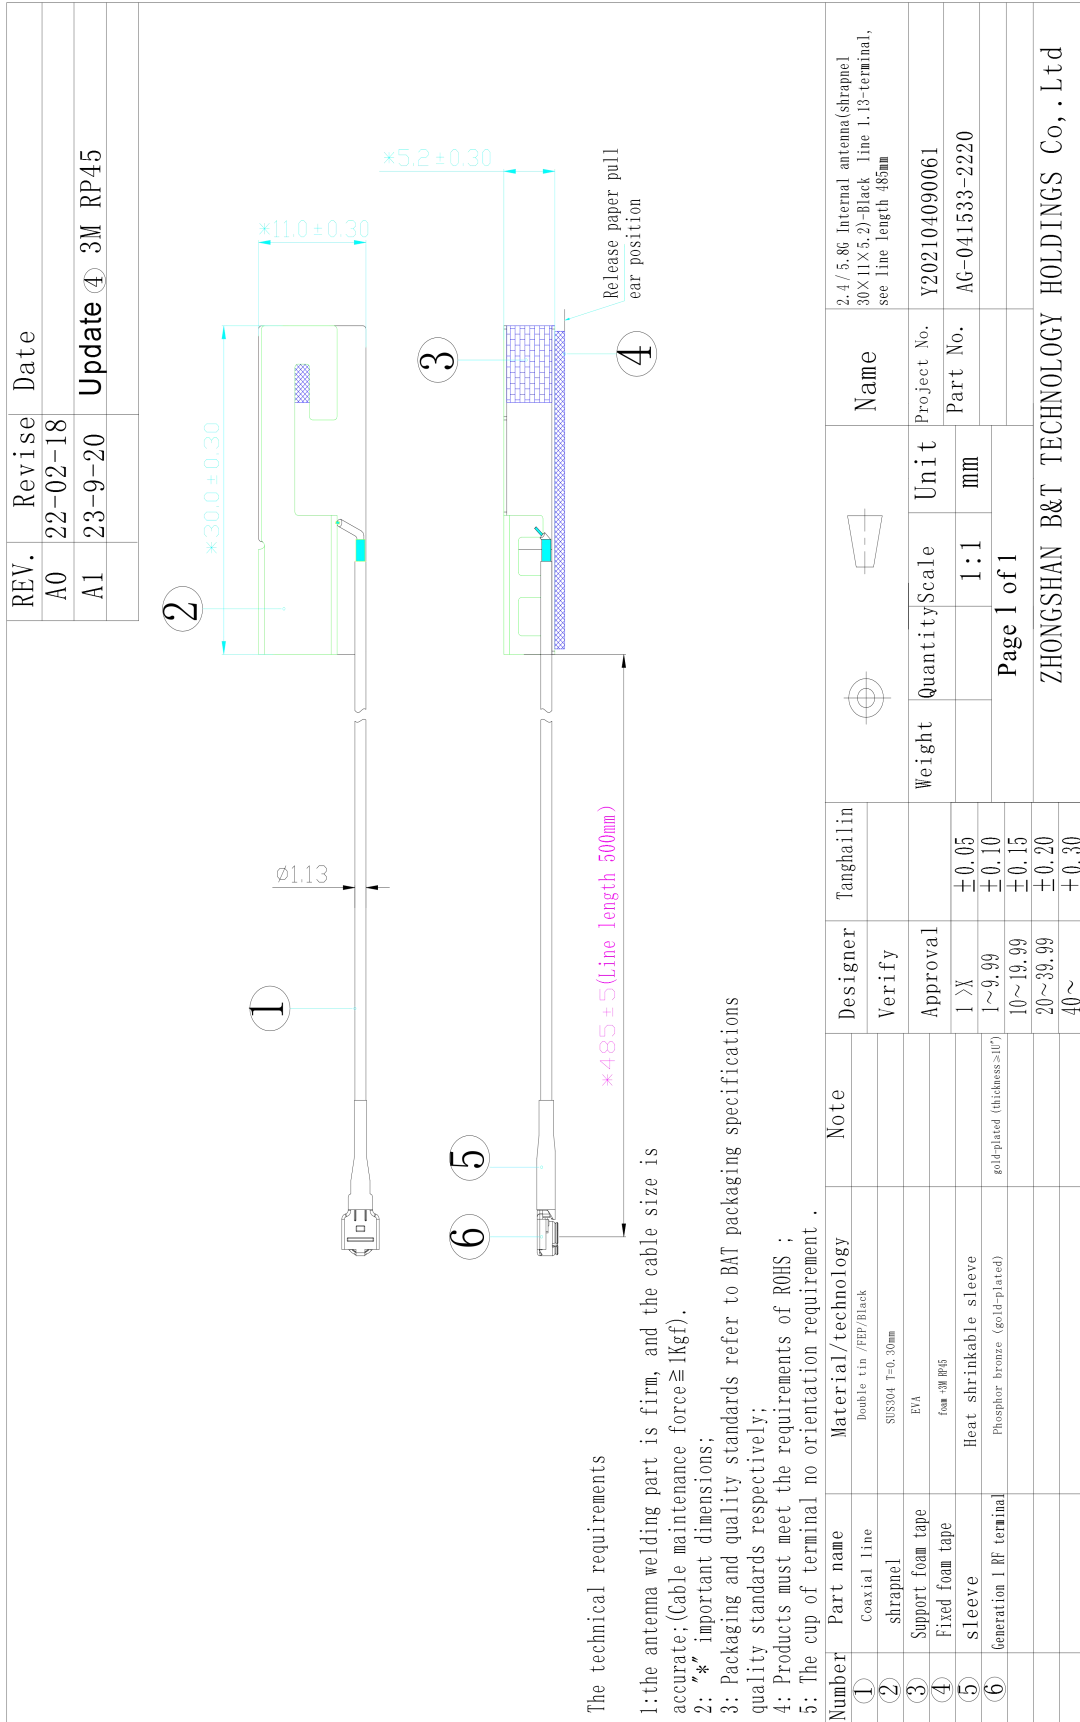 REV. Revise Date
A0 22-02-18
A1 23-9-20 Update ④ 3M RP45
②
*30.0±0.30
*11.0±0.30
Ø1.13
①
③
*5.2±0.30
④
Release paper pull
ear position
*485±5(Line length 500mm)
⑤
⑥
The technical requirements
1:the antenna welding part is firm, and the cable size is
accurate;(Cable maintenance force≧1Kgf).
2: "*" important dimensions;
3: Packaging and quality standards refer to BAT packaging specifications
quality standards respectively;
4: Products must meet the requirements of ROHS ;
5: The cup of terminal no orientation requirement .
Number Part name Material/technology Note
① Coaxial line Double tin /FEP/Black
② shrapnel SUS304 T=0.30mm
③ Support foam tape EVA
④ Fixed foam tape foam +3M RP45
⑤ sleeve Heat shrinkable sleeve
⑥ Generation 1 RF terminal Phosphor bronze (gold-plated) gold-plated (thickness≥1U")
Designer Tanghailin
Verify
Approval
1 >X ±0.05
1~9.99 ±0.10
10~19.99 ±0.15
20~39.99 ±0.20
40~ ±0.30
Weight Quantity Scale Unit
1:1 mm
Page 1 of 1
Name
2.4/5.8G Internal antenna(shrapnel
30×11×5.2)-Black line 1.13-terminal,
see line length 485mm
Project No. Y202104090061
Part No. AG-041533-2220
ZHONGSHAN B&T TECHNOLOGY HOLDINGS Co,. Ltd